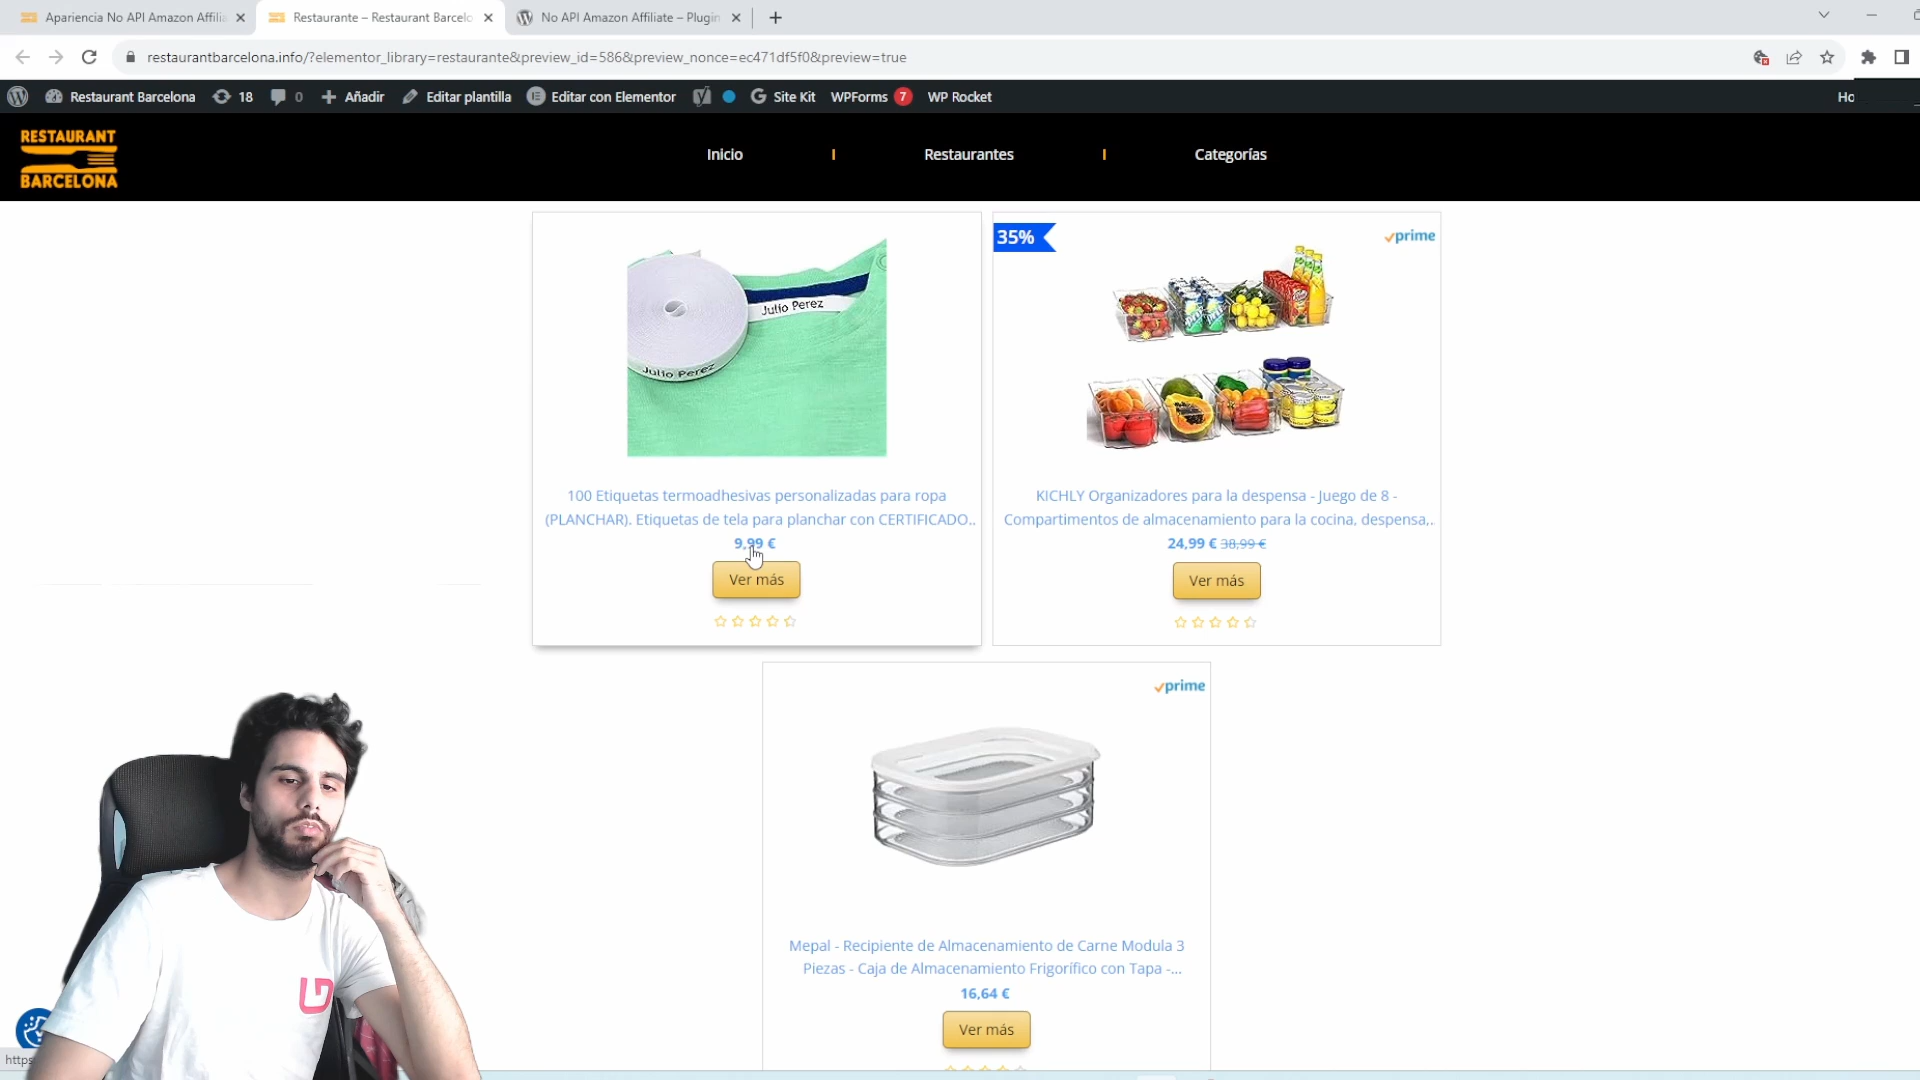 Apariencia No API Amazon Affilia
Restaurante – Restaurant Barcelo
No API Amazon Affiliate – Plugin
restaurantbarcelona.info/?elementor_library=restaurante&preview_id=586&preview_nonce=ec471df5f0&preview=true
Restaurant Barcelona
18
0
Añadir
Editar plantilla
Editar con Elementor
Site Kit
WPForms 7
WP Rocket
Ho
RESTAURANT
BARCELONA
Inicio
Restaurantes
Categorías
Julio Perez
Julio Perez
35%
prime
100 Etiquetas termoadhesivas personalizadas para ropa
(PLANCHAR). Etiquetas de tela para planchar con CERTIFICADO..
9,99 €
Ver más
KICHLY Organizadores para la despensa - Juego de 8 -
Compartimentos de almacenamiento para la cocina, despensa,..
24,99 € 38,99 €
Ver más
prime
Mepal - Recipiente de Almacenamiento de Carne Modula 3
Piezas - Caja de Almacenamiento Frigorífico con Tapa -...
16,64 €
Ver más
https